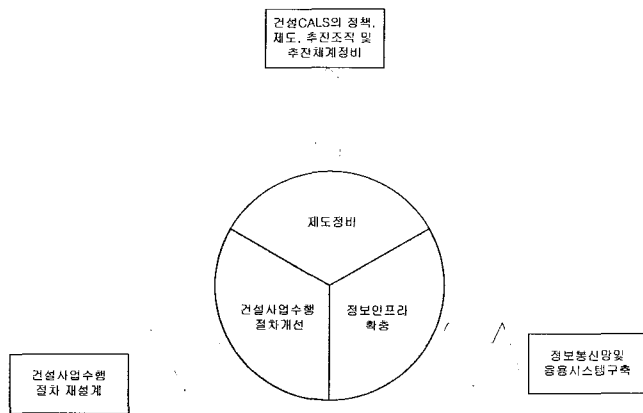 건설CALS의 정책,
제도, 추진조직 및
추진체계정비
제도정비
건설사업수행
절차개선
정보인프라
확충
건설사업수행
절차 재설계
정보통신망및
응용시스템구축